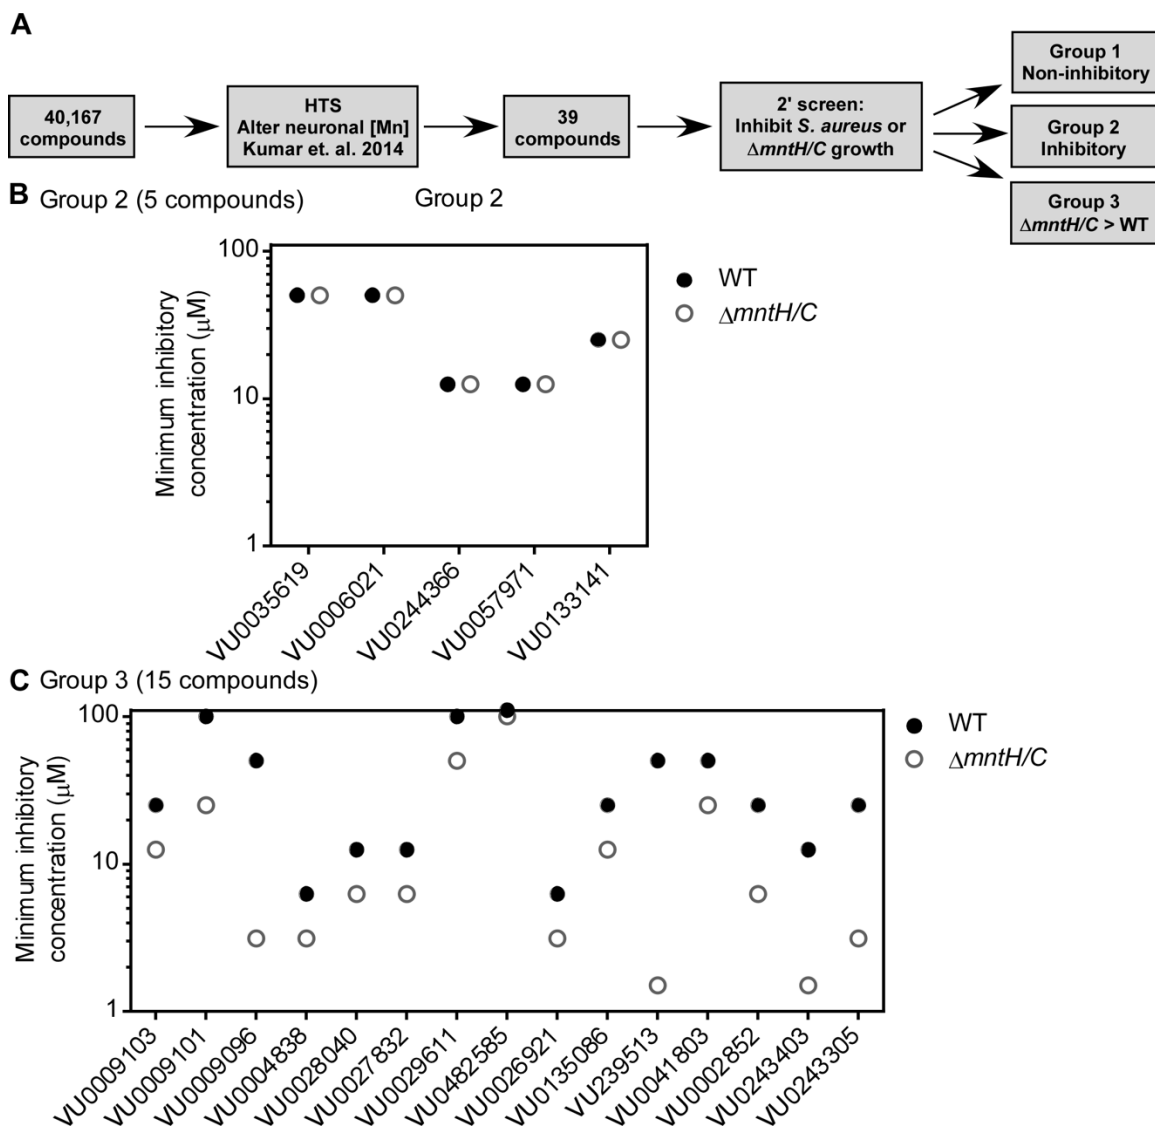 A
40,167
compounds
HTS
Alter neuronal [Mn]
Kumar et. al. 2014
39
compounds
2' screen:
Inhibit S. aureus or
ΔmntH/C growth
Group 1
Non-inhibitory
Group 2
Inhibitory
Group 3
ΔmntH/C > WT
B Group 2 (5 compounds)
Group 2
Minimum inhibitory
concentration (μM)
100
10
1
WT
ΔmntH/C
VU0035619
VU0006021
VU0244366
VU0057971
VU0133141
C Group 3 (15 compounds)
Minimum inhibitory
concentration (μM)
100
10
1
WT
ΔmntH/C
VU0009103
VU0009101
VU0009096
VU0004838
VU0028040
VU0027832
VU0029611
VU0482585
VU0026921
VU0135086
VU239513
VU0041803
VU0002852
VU0243403
VU0243305